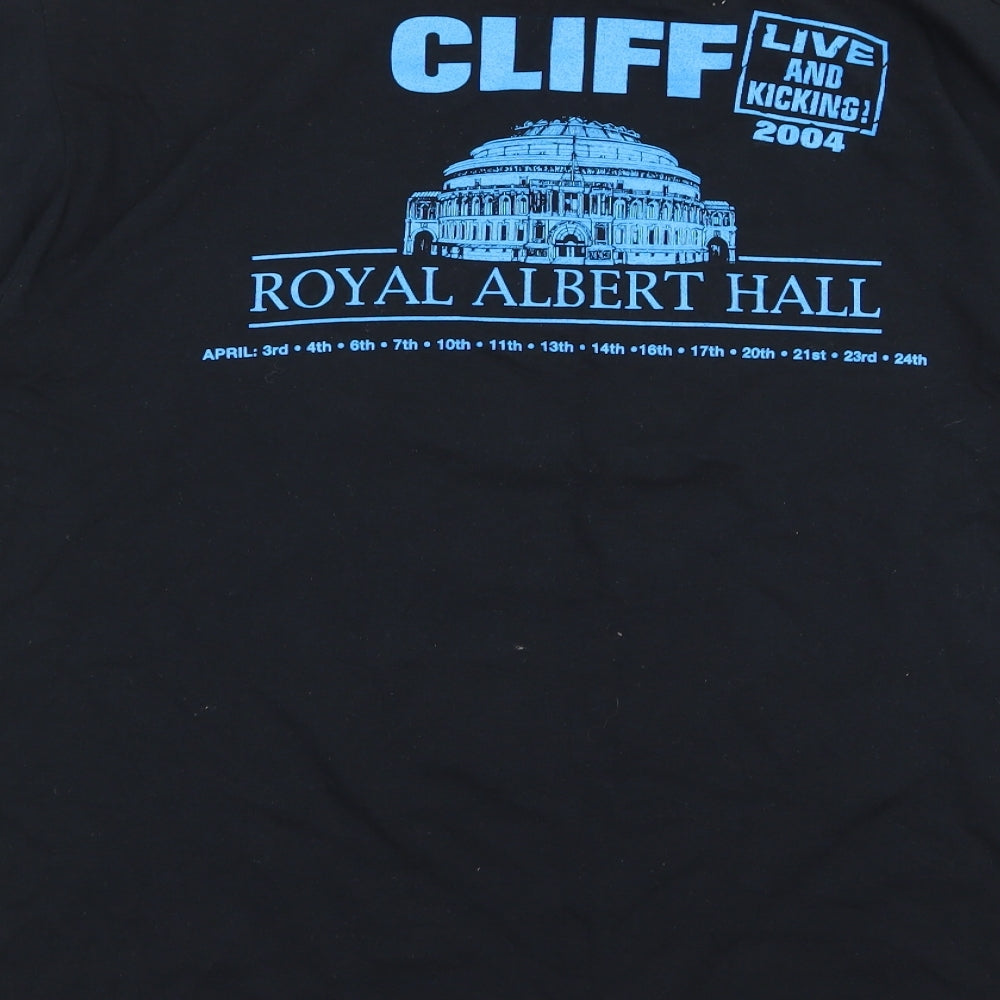 CLIFF
LIVE
AND
KICKING!
2004
ROYAL ALBERT HALL
APRIL: 3rd • 4th • 6th • 7th • 10th • 11th • 13th • 14th •16th • 17th • 20th • 21st • 23rd • 24th